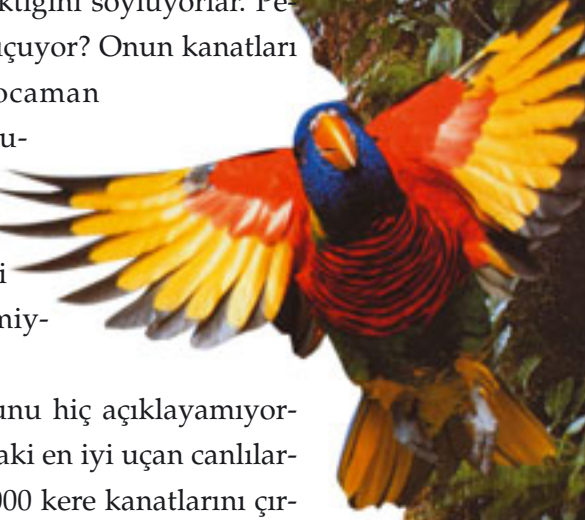 ktiğini söylüyorlar. Pe-
uçuyor? Onun kanatları
ocaman
u-
i
miy-
unu hiç açıklayamıyor-
aki en iyi uçan canlılar-
000 kere kanatlarını çır-